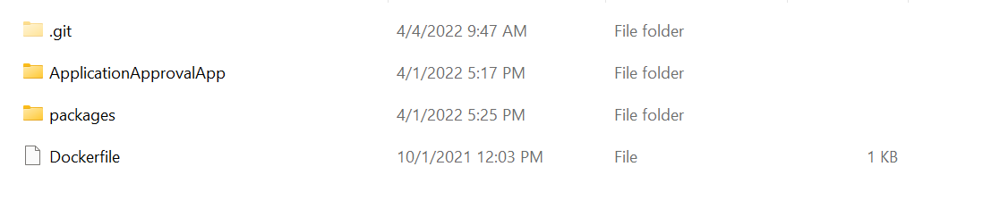 .git 4/4/2022 9:47 AM File folder
ApplicationApprovalApp 4/1/2022 5:17 PM File folder
packages 4/1/2022 5:25 PM File folder
Dockerfile 10/1/2021 12:03 PM File 1 KB